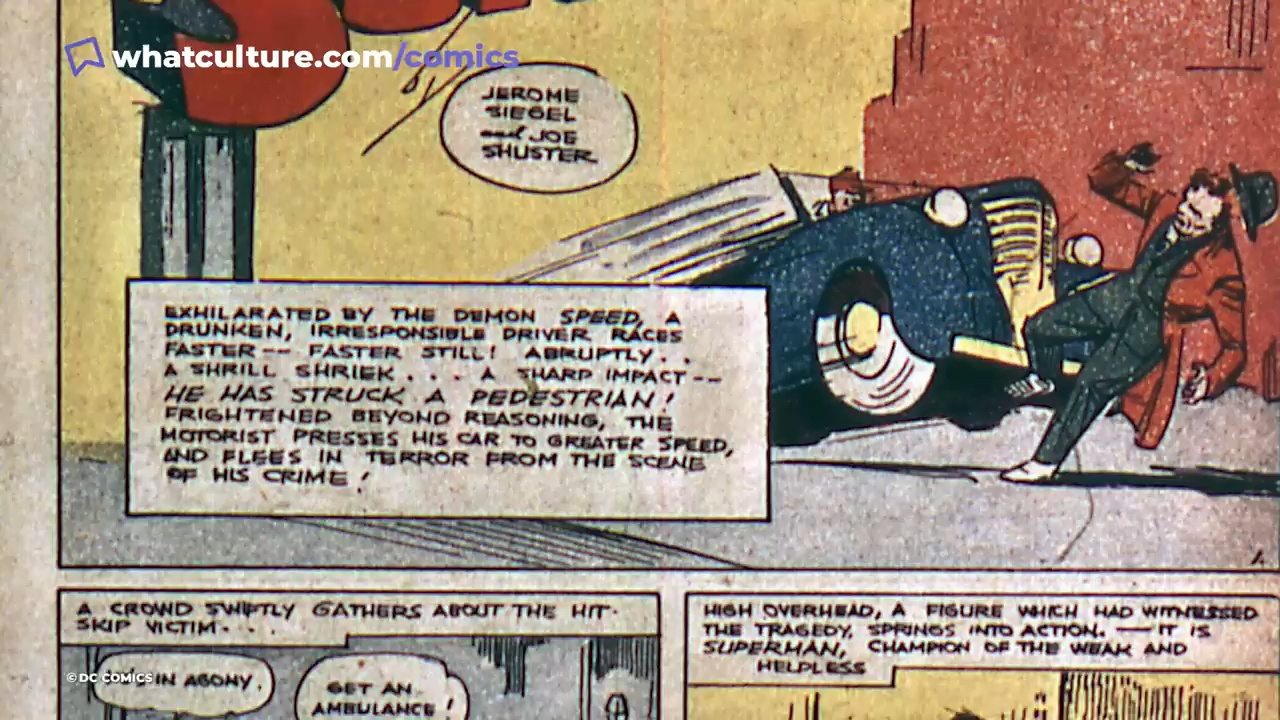 whatculture.com/comics
JEROME
SIEGEL
and JOE
SHUSTER
EXHILARATED BY THE DEMON SPEED, A
DRUNKEN, IRRESPONSIBLE DRIVER RACES
FASTER -- FASTER STILL! ABRUPTLY . .
A SHRILL SHRIEK . . . A SHARP IMPACT --
HE HAS STRUCK A PEDESTRIAN!
FRIGHTENED BEYOND REASONING, THE
MOTORIST PRESSES HIS CAR TO GREATER SPEED,
AND FLEES IN TERROR FROM THE SCENE
OF HIS CRIME!
A CROWD SWIFTLY GATHERS ABOUT THE HIT-
SKIP VICTIM - . .
HIGH OVERHEAD, A FIGURE WHICH HAD WITNESSED
THE TRAGEDY, SPRINGS INTO ACTION. — IT IS
SUPERMAN, CHAMPION OF THE WEAK AND
HELPLESS
© DC COMICS
IN AGONY.
GET AN
AMBULANCE!